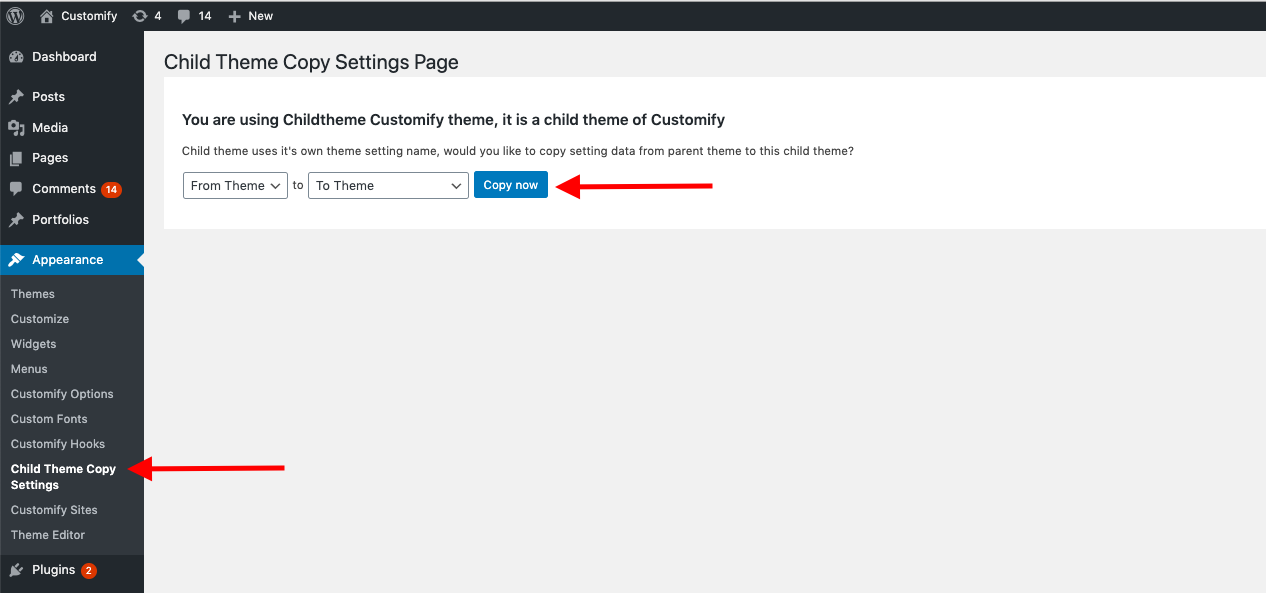 Customify 4 14 New
Dashboard
Child Theme Copy Settings Page
Posts
Media
Pages
Comments 14
Portfolios
You are using Childtheme Customify theme, it is a child theme of Customify
Child theme uses it's own theme setting name, would you like to copy setting data from parent theme to this child theme?
From Theme to To Theme Copy now
Appearance
Themes
Customize
Widgets
Menus
Customify Options
Custom Fonts
Customify Hooks
Child Theme Copy
Settings
Customify Sites
Theme Editor
Plugins 2